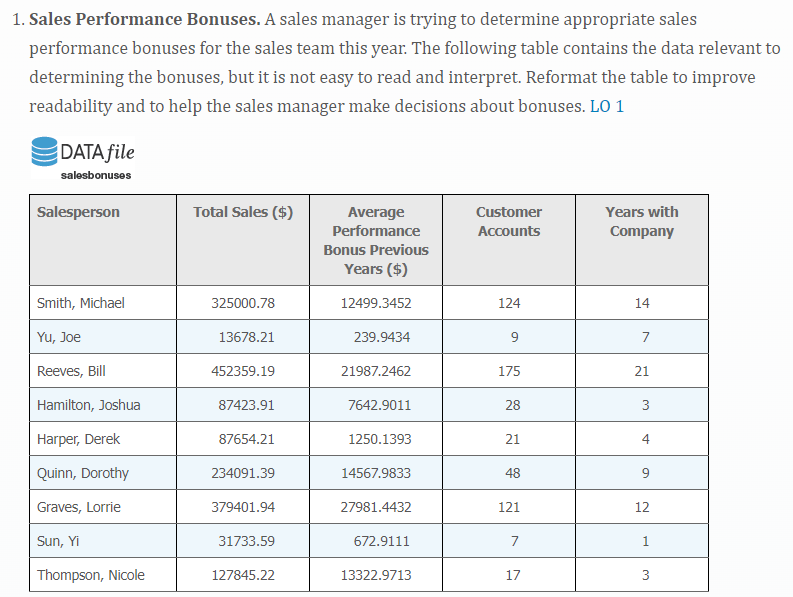 1. Sales Performance Bonuses. A sales manager is trying to determine appropriate sales
performance bonuses for the sales team this year. The following table contains the data relevant to
determining the bonuses, but it is not easy to read and interpret. Reformat the table to improve
readability and to help the sales manager make decisions about bonuses. LO 1
DATAfile
salesbonuses
Salesperson Total Sales ($) Average Customer Years with
Performance Accounts Company
Bonus Previous
Years ($)
Smith, Michael 325000.78 12499.3452 124 14
Yu, Joe 13678.21 239.9434 9 7
Reeves, Bill 452359.19 21987.2462 175 21
Hamilton, Joshua 87423.91 7642.9011 28 3
Harper, Derek 87654.21 1250.1393 21 4
Quinn, Dorothy 234091.39 14567.9833 48 9
Graves, Lorrie 379401.94 27981.4432 121 12
Sun, Yi 31733.59 672.9111 7 1
Thompson, Nicole 127845.22 13322.9713 17 3